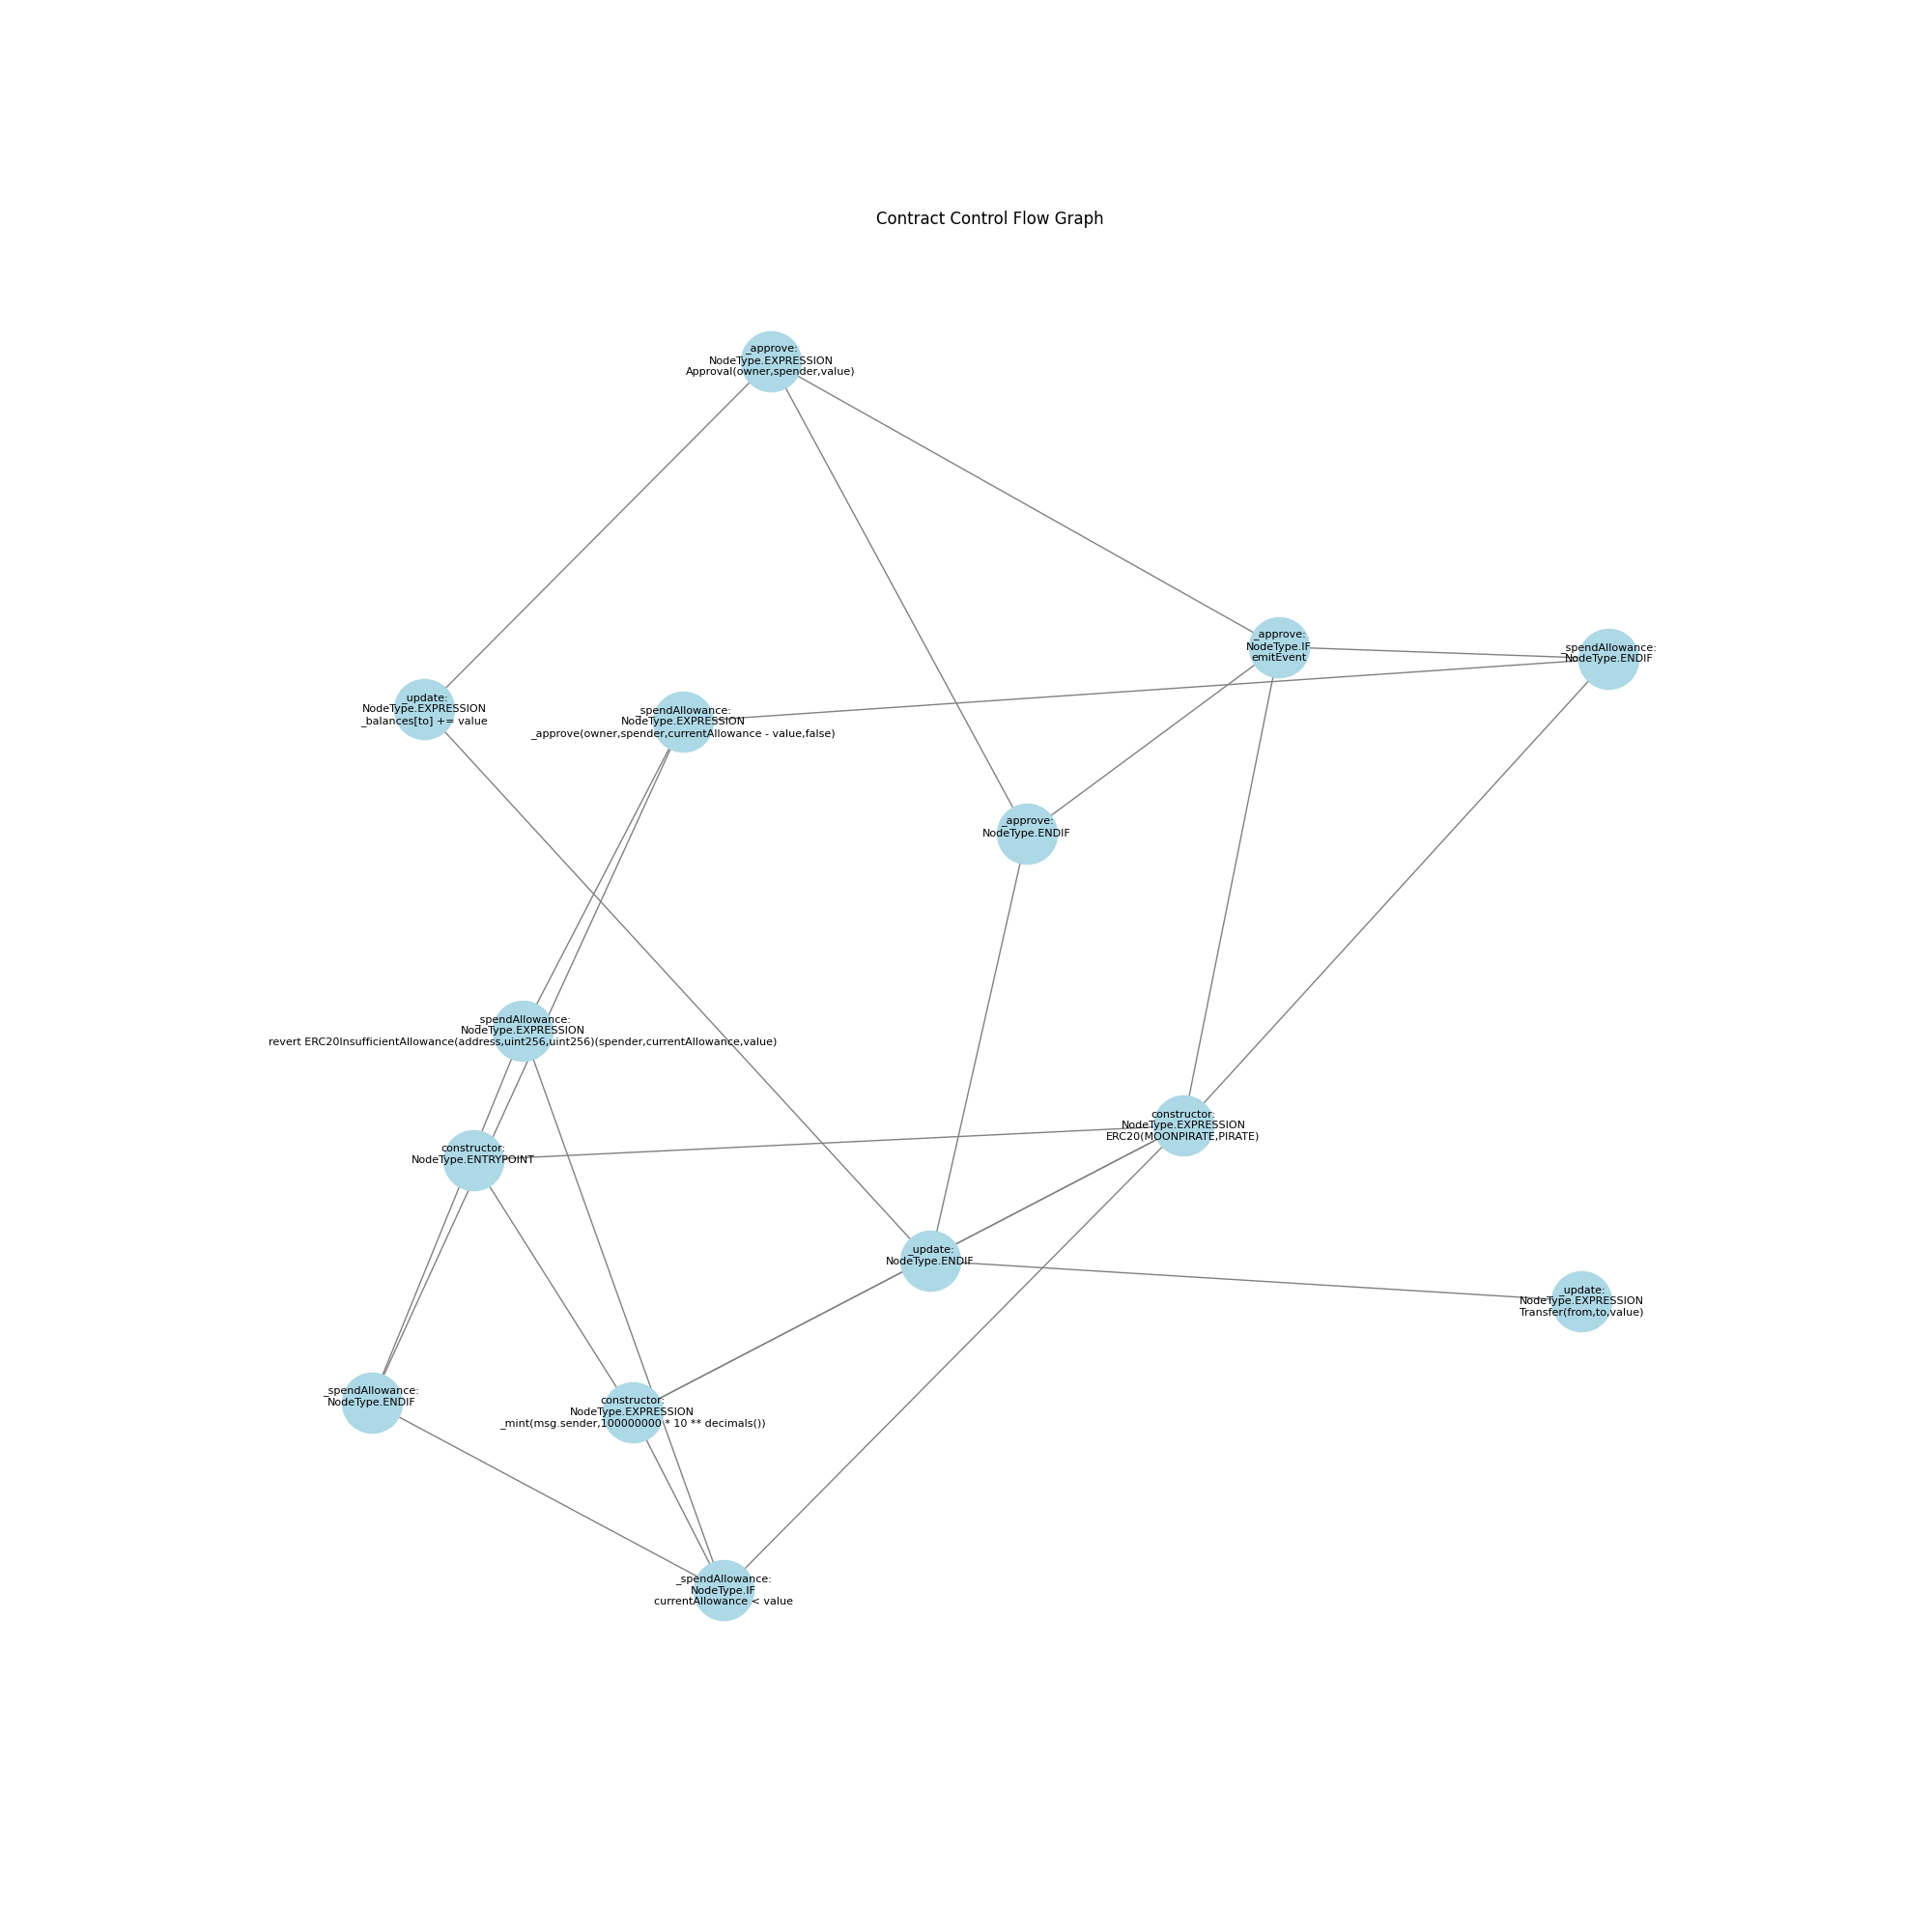 Contract Control Flow Graph
_approve:
NodeType.EXPRESSION
Approval(owner,spender,value)
_approve:
NodeType.IF
emitEvent
_spendAllowance:
NodeType.ENDIF
_update:
NodeType.EXPRESSION
_balances[to] += value
_spendAllowance:
NodeType.EXPRESSION
_approve(owner,spender,currentAllowance - value,false)
_approve:
NodeType.ENDIF
_spendAllowance:
NodeType.EXPRESSION
revert ERC20InsufficientAllowance(address,uint256,uint256)(spender,currentAllowance,value)
constructor:
NodeType.EXPRESSION
ERC20(MOONPIRATE,PIRATE)
constructor:
NodeType.ENTRYPOINT
_update:
NodeType.ENDIF
_update:
NodeType.EXPRESSION
Transfer(from,to,value)
_spendAllowance:
NodeType.ENDIF
constructor:
NodeType.EXPRESSION
_mint(msg.sender,100000000 * 10 ** decimals())
_spendAllowance:
NodeType.IF
currentAllowance < value